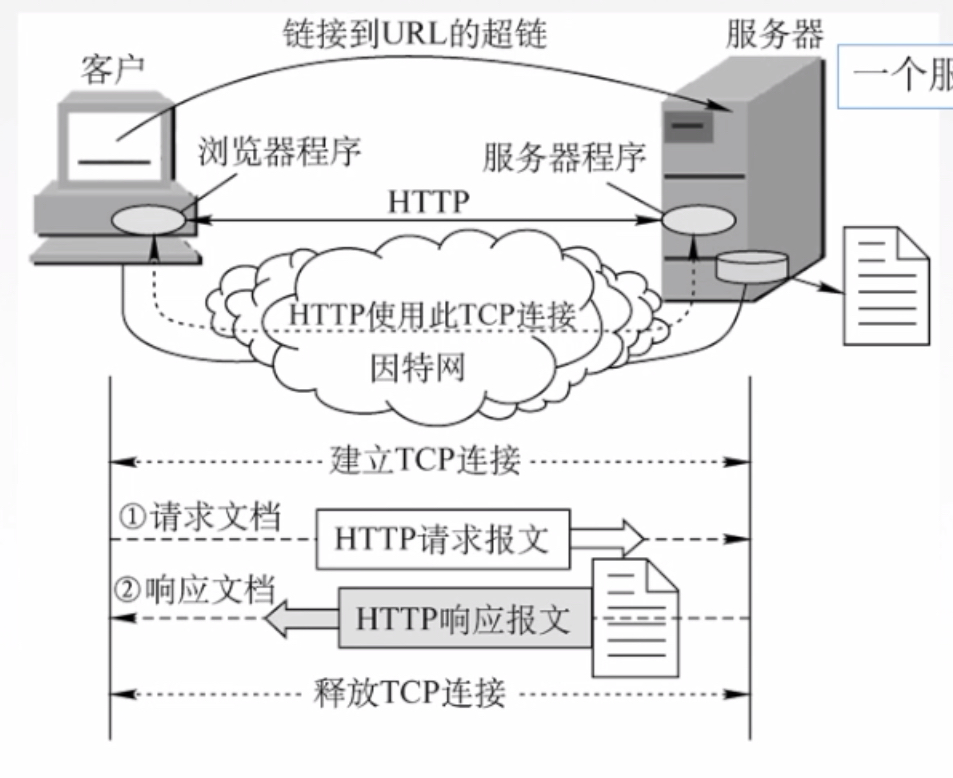 链接到URL的超链
服务器
客户
一个服
浏览器程序
服务器程序
HTTP
HTTP使用此TCP连接
因特网
建立TCP连接
①请求文档
HTTP请求报文
②响应文档
HTTP响应报文
释放TCP连接